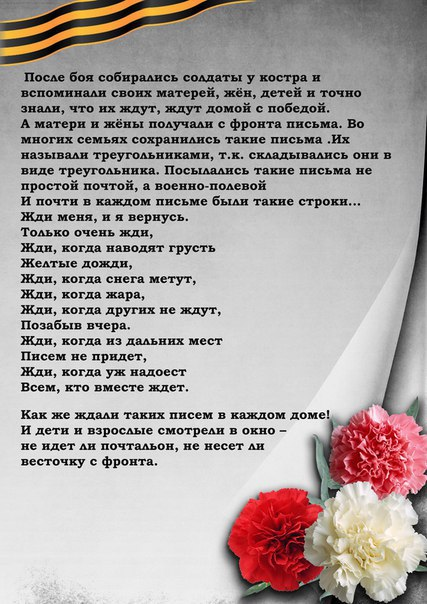 После боя собирались солдаты у костра и
вспоминали своих матерей, жён, детей и точно
знали, что их ждут, ждут домой с победой.
А матери и жёны получали с фронта письма. Во
многих семьях сохранились такие письма .Их
называли треугольниками, т.к. складывались они в
виде треугольника. Посылались такие письма не
простой почтой, а военно-полевой
И почти в каждом письме были такие строки...
Жди меня, и я вернусь.
Только очень жди,
Жди, когда наводят грусть
Желтые дожди,
Жди, когда снега метут,
Жди, когда жара,
Жди, когда других не ждут,
Позабыв вчера.
Жди, когда из дальних мест
Писем не придет,
Жди, когда уж надоест
Всем, кто вместе ждет.
Как же ждали таких писем в каждом доме!
И дети и взрослые смотрели в окно –
не идет ли почтальон, не несет ли
весточку с фронта.